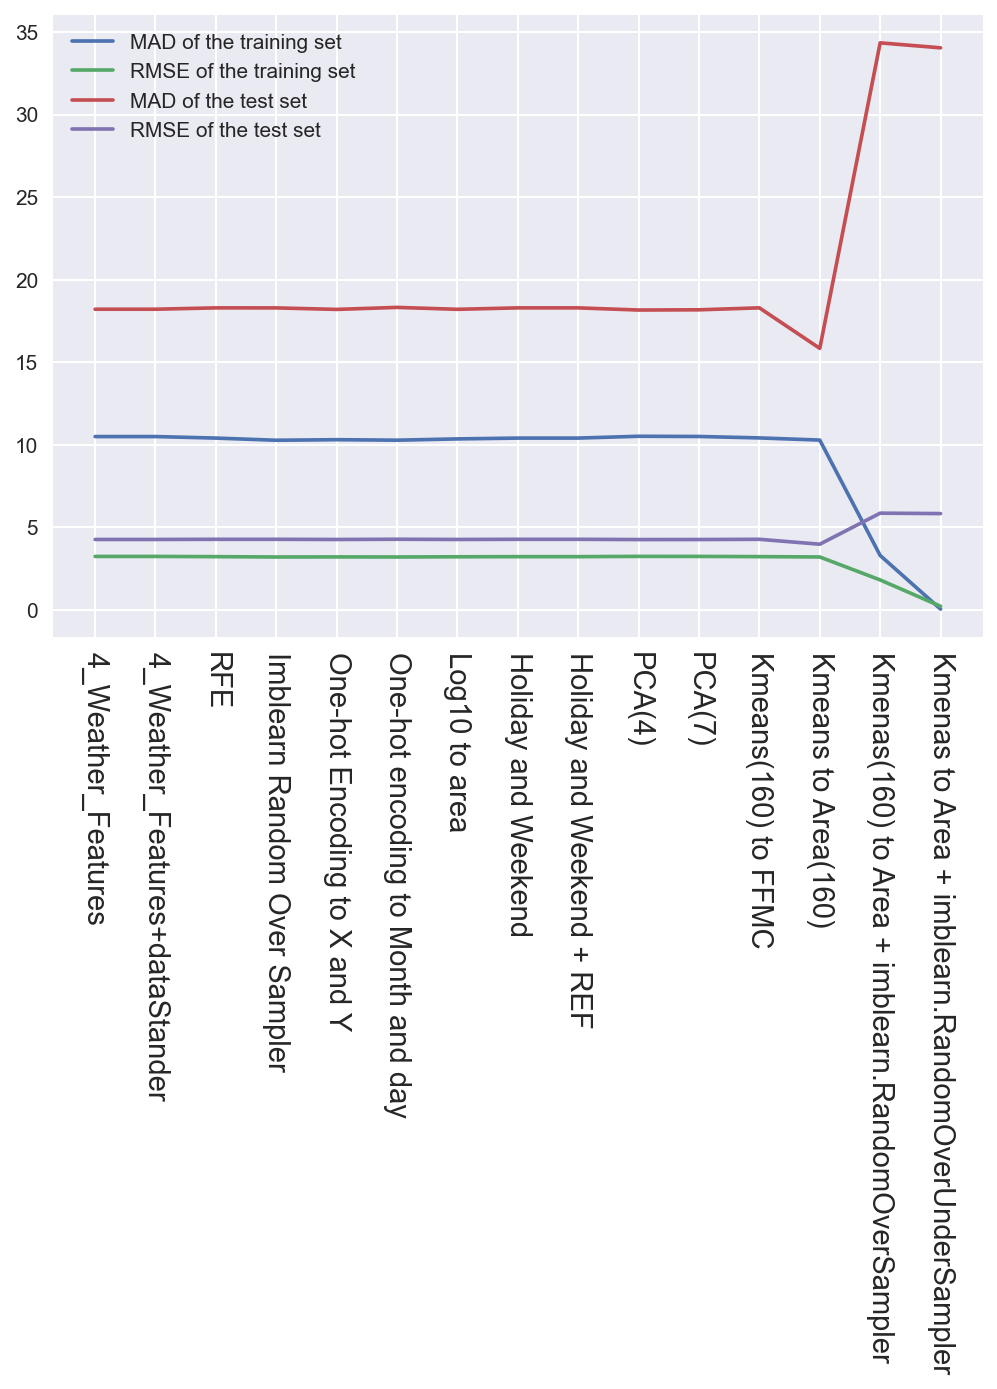 35
30
25
20
15
10
5
0
MAD of the training set
RMSE of the training set
MAD of the test set
RMSE of the test set
4_Weather_Features
4_Weather_Features+dataStander
RFE
Imblearn Random Over Sampler
One-hot Encoding to X and Y
One-hot encoding to Month and day
Log10 to area
Holiday and Weekend
Holiday and Weekend + REF
PCA(4)
PCA(7)
Kmeans(160) to FFMC
Kmeans to Area(160)
Kmenas(160) to Area + imblearn.RandomOverSampler
Kmenas to Area + imblearn.RandomOverUnderSampler